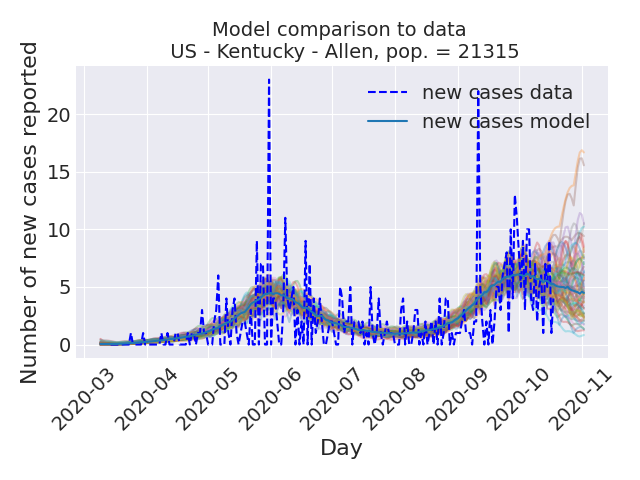 Model comparison to data
US - Kentucky - Allen, pop. = 21315
Number of new cases reported
20
15
10
5
0
new cases data
new cases model
2020-03
2020-04
2020-05
2020-06
2020-07
2020-08
2020-09
2020-10
2020-11
Day